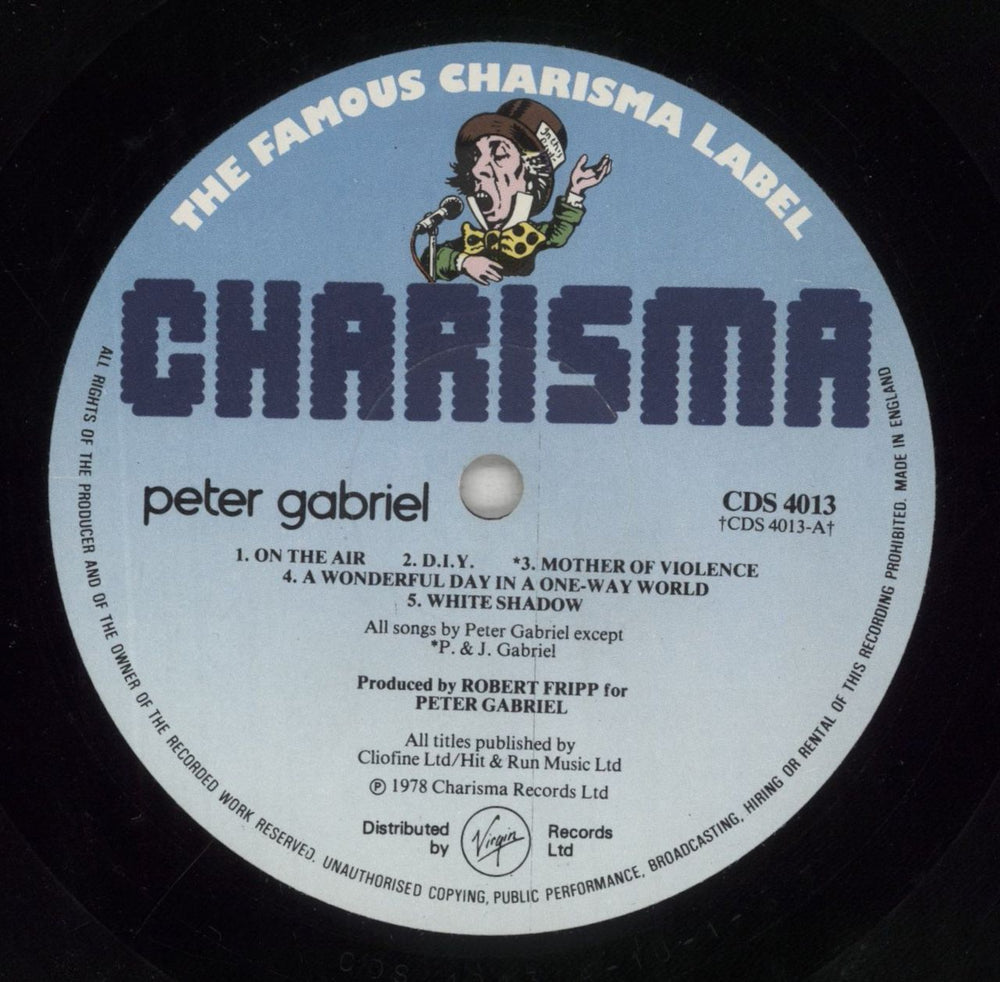 THE FAMOUS CHARISMA LABEL
CHARISMA
peter gabriel
CDS 4013
†CDS 4013-A†
1. ON THE AIR 2. D.I.Y. *3. MOTHER OF VIOLENCE
4. A WONDERFUL DAY IN A ONE-WAY WORLD
5. WHITE SHADOW
All songs by Peter Gabriel except
*P. & J. Gabriel
Produced by ROBERT FRIPP for
PETER GABRIEL
All titles published by
Cliofine Ltd/Hit & Run Music Ltd
℗ 1978 Charisma Records Ltd
Distributed by Virgin Records Ltd
ALL RIGHTS OF THE PRODUCER AND OF THE OWNER OF THE RECORDED WORK RESERVED. UNAUTHORISED COPYING, PUBLIC PERFORMANCE, BROADCASTING, HIRING OR RENTAL OF THIS RECORDING PROHIBITED. MADE IN ENGLAND